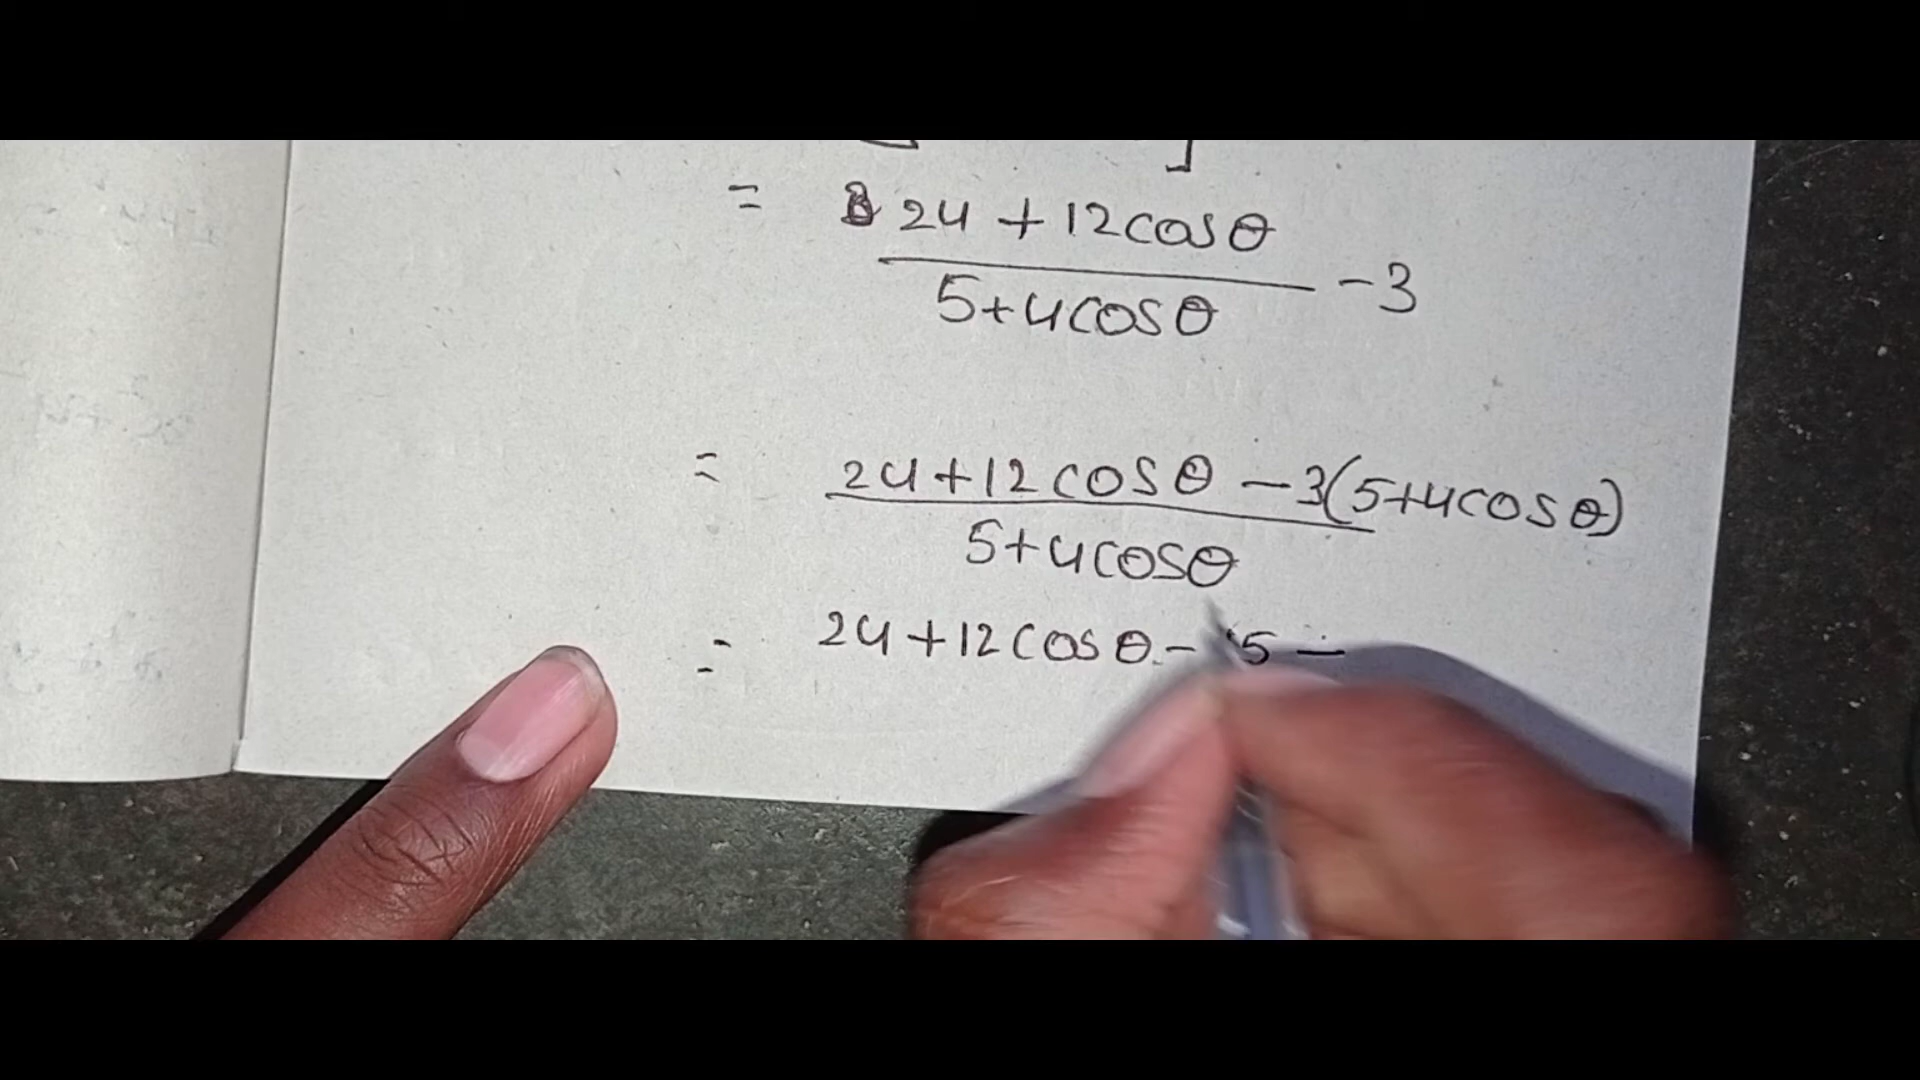 = 24 + 12cosθ
5+4cosθ - 3
= 24+12cosθ - 3(5+4cosθ)
5+4cosθ
= 24+12cosθ - 15 -